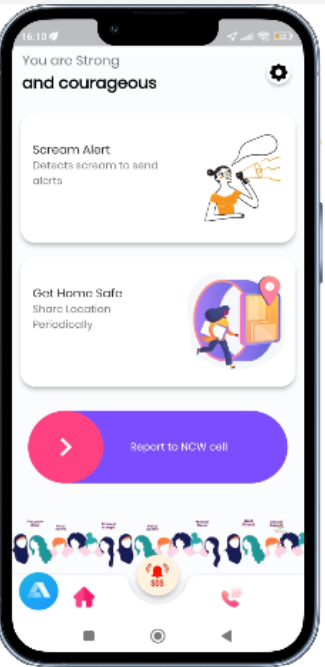 16:10
You are Strong
and courageous
Scream Alert
Detects scream to send
alerts
Get Home Safe
Share Location
Periodically
Report to NCW cell
SOS